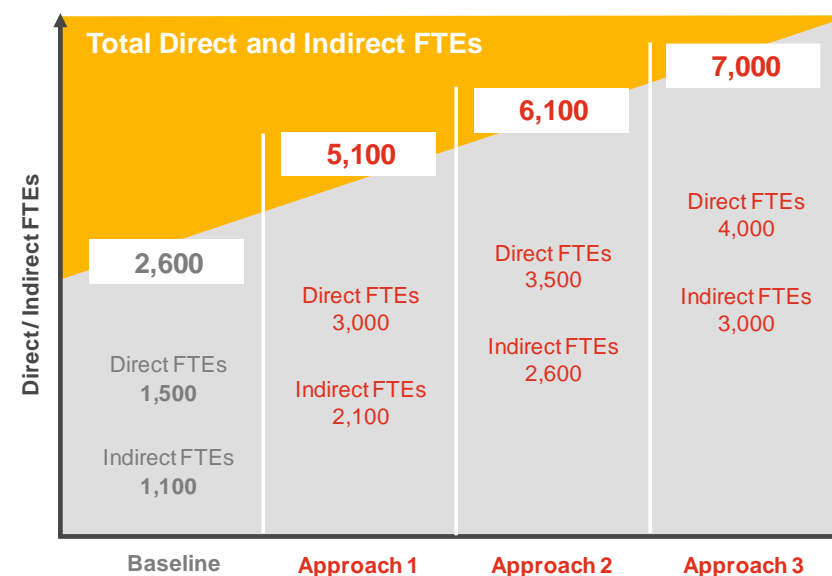 Total Direct and Indirect FTEs
Direct/ Indirect FTEs
2,600
Direct FTEs
1,500
Indirect FTEs
1,100
Baseline
5,100
Direct FTEs
3,000
Indirect FTEs
2,100
Approach 1
6,100
Direct FTEs
3,500
Indirect FTEs
2,600
Approach 2
7,000
Direct FTEs
4,000
Indirect FTEs
3,000
Approach 3